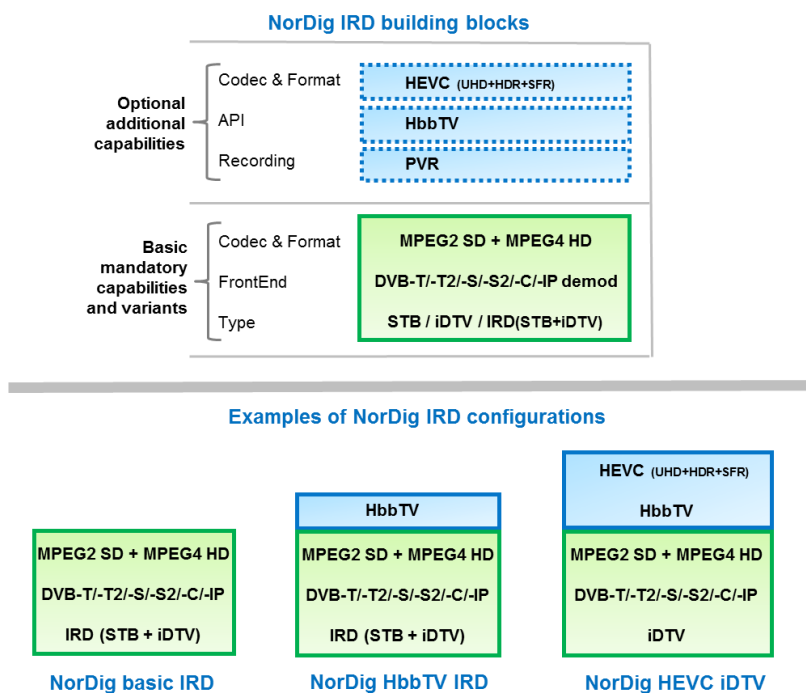 NorDig IRD building blocks
Optional
additional
capabilities
Codec & Format
HEVC (UHD+HDR+SFR)
API
HbbTV
Recording
PVR
Basic
mandatory
capabilities
and variants
Codec & Format
MPEG2 SD + MPEG4 HD
FrontEnd
DVB-T/-T2/-S/-S2/-C/-IP demod
Type
STB / iDTV / IRD(STB+iDTV)
Examples of NorDig IRD configurations
MPEG2 SD + MPEG4 HD
DVB-T/-T2/-S/-S2/-C/-IP
IRD (STB + iDTV)
NorDig basic IRD
HbbTV
MPEG2 SD + MPEG4 HD
DVB-T/-T2/-S/-S2/-C/-IP
IRD (STB + iDTV)
NorDig HbbTV IRD
HEVC (UHD+HDR+SFR)
HbbTV
MPEG2 SD + MPEG4 HD
DVB-T/-T2/-S/-S2/-C/-IP
iDTV
NorDig HEVC iDTV